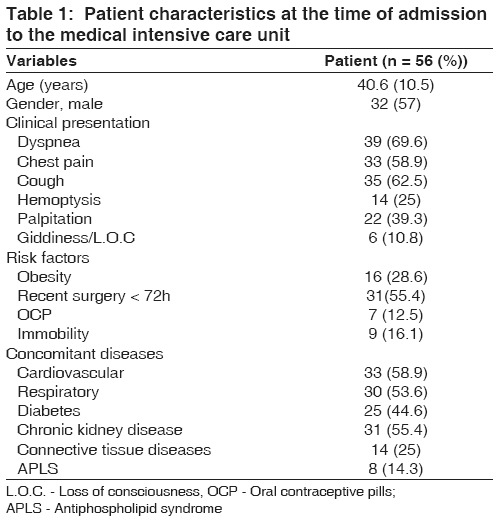 Table 1: Patient characteristics at the time of admission
to the medical intensive care unit
Variables Patient (n = 56 (%))
Age (years) 40.6 (10.5)
Gender, male 32 (57)
Clinical presentation
Dyspnea 39 (69.6)
Chest pain 33 (58.9)
Cough 35 (62.5)
Hemoptysis 14 (25)
Palpitation 22 (39.3)
Giddiness/L.O.C 6 (10.8)
Risk factors
Obesity 16 (28.6)
Recent surgery < 72h 31(55.4)
OCP 7 (12.5)
Immobility 9 (16.1)
Concomitant diseases
Cardiovascular 33 (58.9)
Respiratory 30 (53.6)
Diabetes 25 (44.6)
Chronic kidney disease 31 (55.4)
Connective tissue diseases 14 (25)
APLS 8 (14.3)
L.O.C. - Loss of consciousness, OCP - Oral contraceptive pills;
APLS - Antiphospholipid syndrome